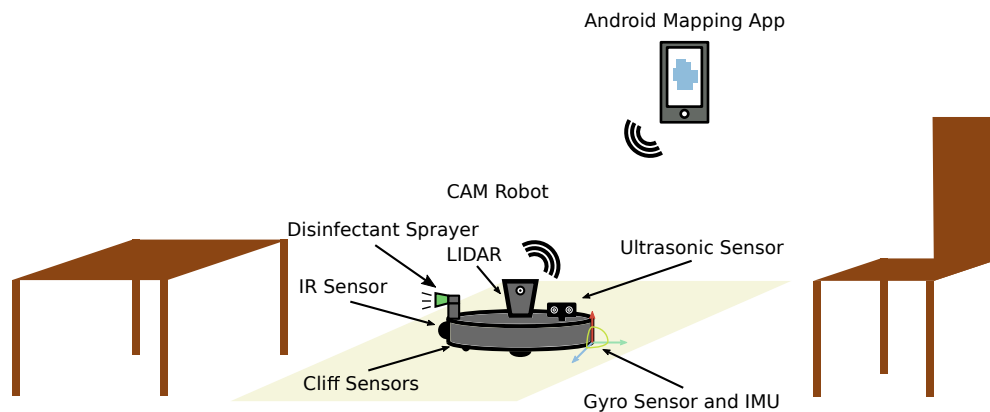 Android Mapping App
CAM Robot
Disinfectant Sprayer
LIDAR
Ultrasonic Sensor
IR Sensor
Cliff Sensors
Gyro Sensor and IMU